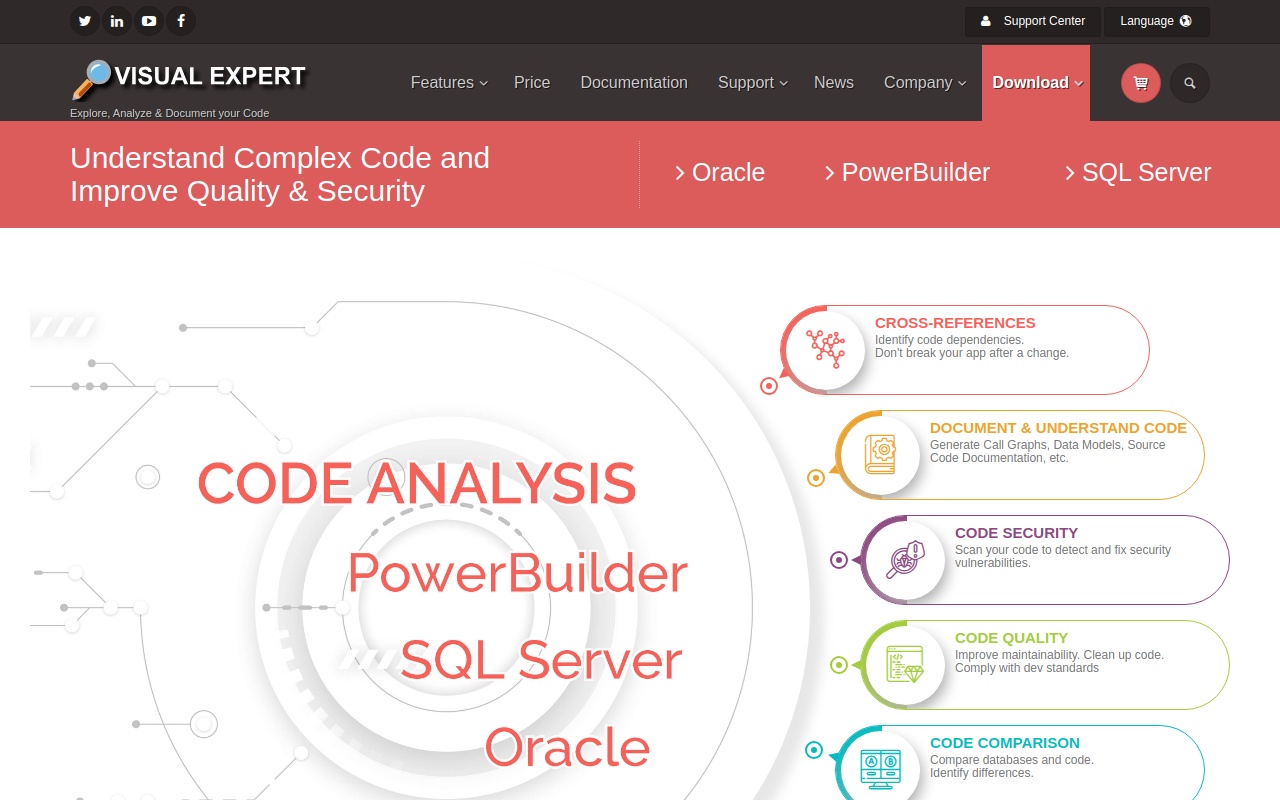 Support Center
Language
VISUAL EXPERT
Explore, Analyze & Document your Code
Features
Price
Documentation
Support
News
Company
Download
Understand Complex Code and
Improve Quality & Security
Oracle
PowerBuilder
SQL Server
CODE ANALYSIS
PowerBuilder
SQL Server
Oracle
CROSS-REFERENCES
Identify code dependencies.
Don't break your app after a change.
DOCUMENT & UNDERSTAND CODE
Generate Call Graphs, Data Models, Source
Code Documentation, etc.
CODE SECURITY
Scan your code to detect and fix security
vulnerabilities.
CODE QUALITY
Improve maintainability. Clean up code.
Comply with dev standards
A B
CODE COMPARISON
Compare databases and code.
Identify differences.